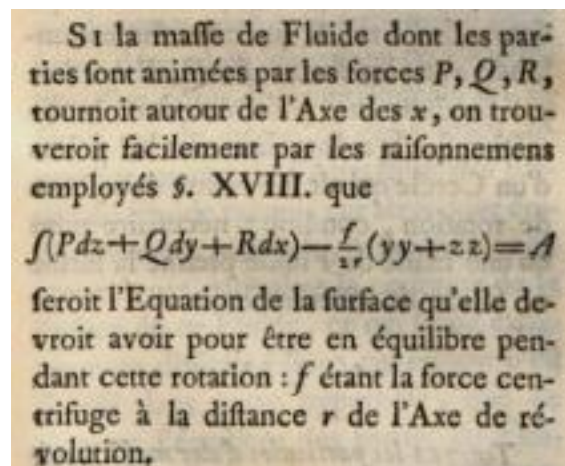 SI la maſſe de Fluide dont les par-
ties ſont animées par les forces P, Q, R,
tournoit autour de l'Axe des x, on trou-
veroit facilement par les raiſonnemens
employés §. XVIII. que
∫(Pdz+Qdy+Rdx)−f/2r(yy+zz)=A
ſeroit l'Equation de la ſurface qu'elle de-
vroit avoir pour être en équilibre pen-
dant cette rotation : f étant la force cen-
trifuge à la diſtance r de l'Axe de ré-
volution.